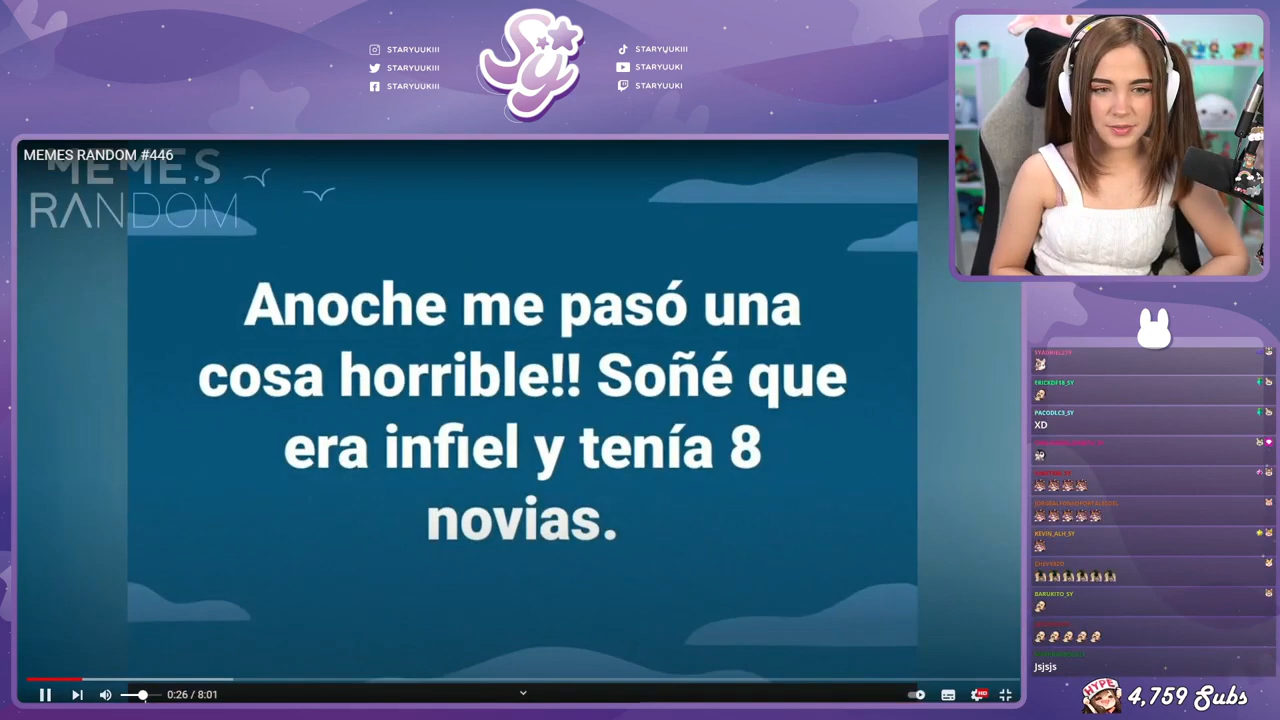 STARYUUKIII
STARYUUKIII
STARYUUKIII
Sy
STARYUUKIII
STARYUUKI
STARYUUKI
MEMES RANDOM #446
MEMES
RANDOM
Anoche me pasó una
cosa horrible!! Soñé que
era infiel y tenía 8
novias.
0:26 / 8:01
HD
ERICKDF18_SY
PACODLC3_SY
XD
KEVIN_ALH_SY
BARUKITO_SY
Jsjsjs
HYPE
4,759 Subs